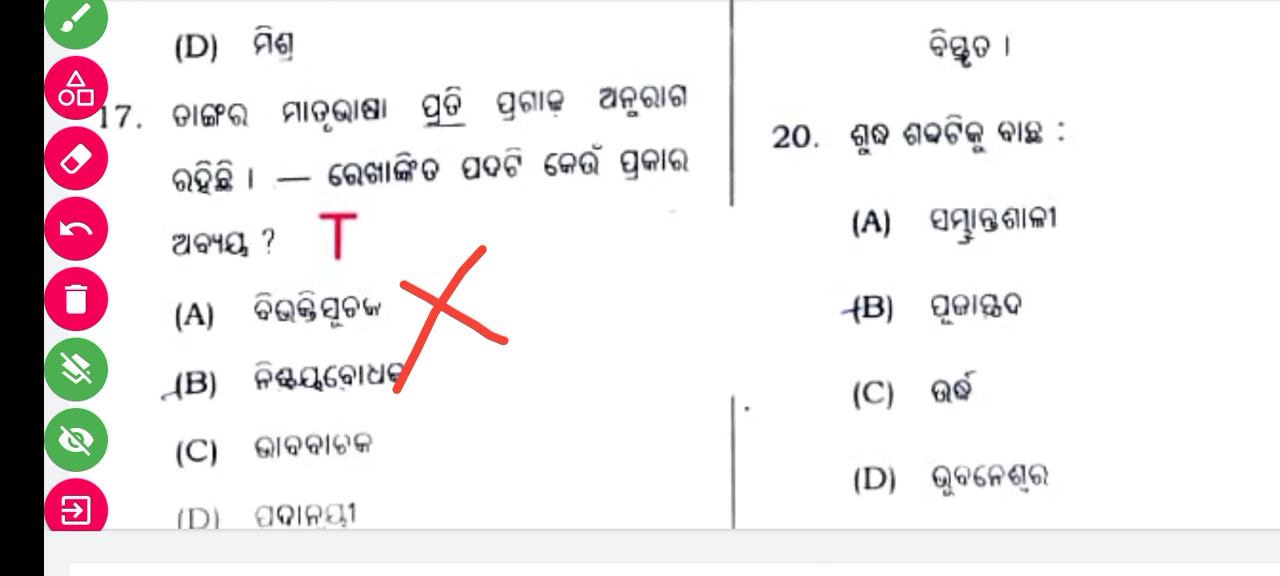 (D) ମିଶ୍ର
17. ତାଙ୍କର ମାତୃଭାଷା ପ୍ରତି ପ୍ରଗାଢ଼ ଅନୁରାଗ
ରହିଛି । — ରେଖାଙ୍କିତ ପଦଟି କେଉଁ ପ୍ରକାର
ଅବ୍ୟୟ ? T
(A) ବିଭକ୍ତିସୂଚକ
(B) ନିଶ୍ଚୟବୋଧକ
(C) ଭାବବାଚକ
(D) ପଦାନ୍ୱୟୀ
ବିସ୍ତୃତ ।
20. ଶୁଦ୍ଧ ଶବ୍ଦଟିକୁ ବାଛ :
(A) ସମ୍ଭ୍ରାନ୍ତଶାଳୀ
(B) ପୂଜାସ୍ପଦ
(C) ଊର୍ଦ୍ଧ୍ୱ
(D) ଭୁବନେଶ୍ୱର